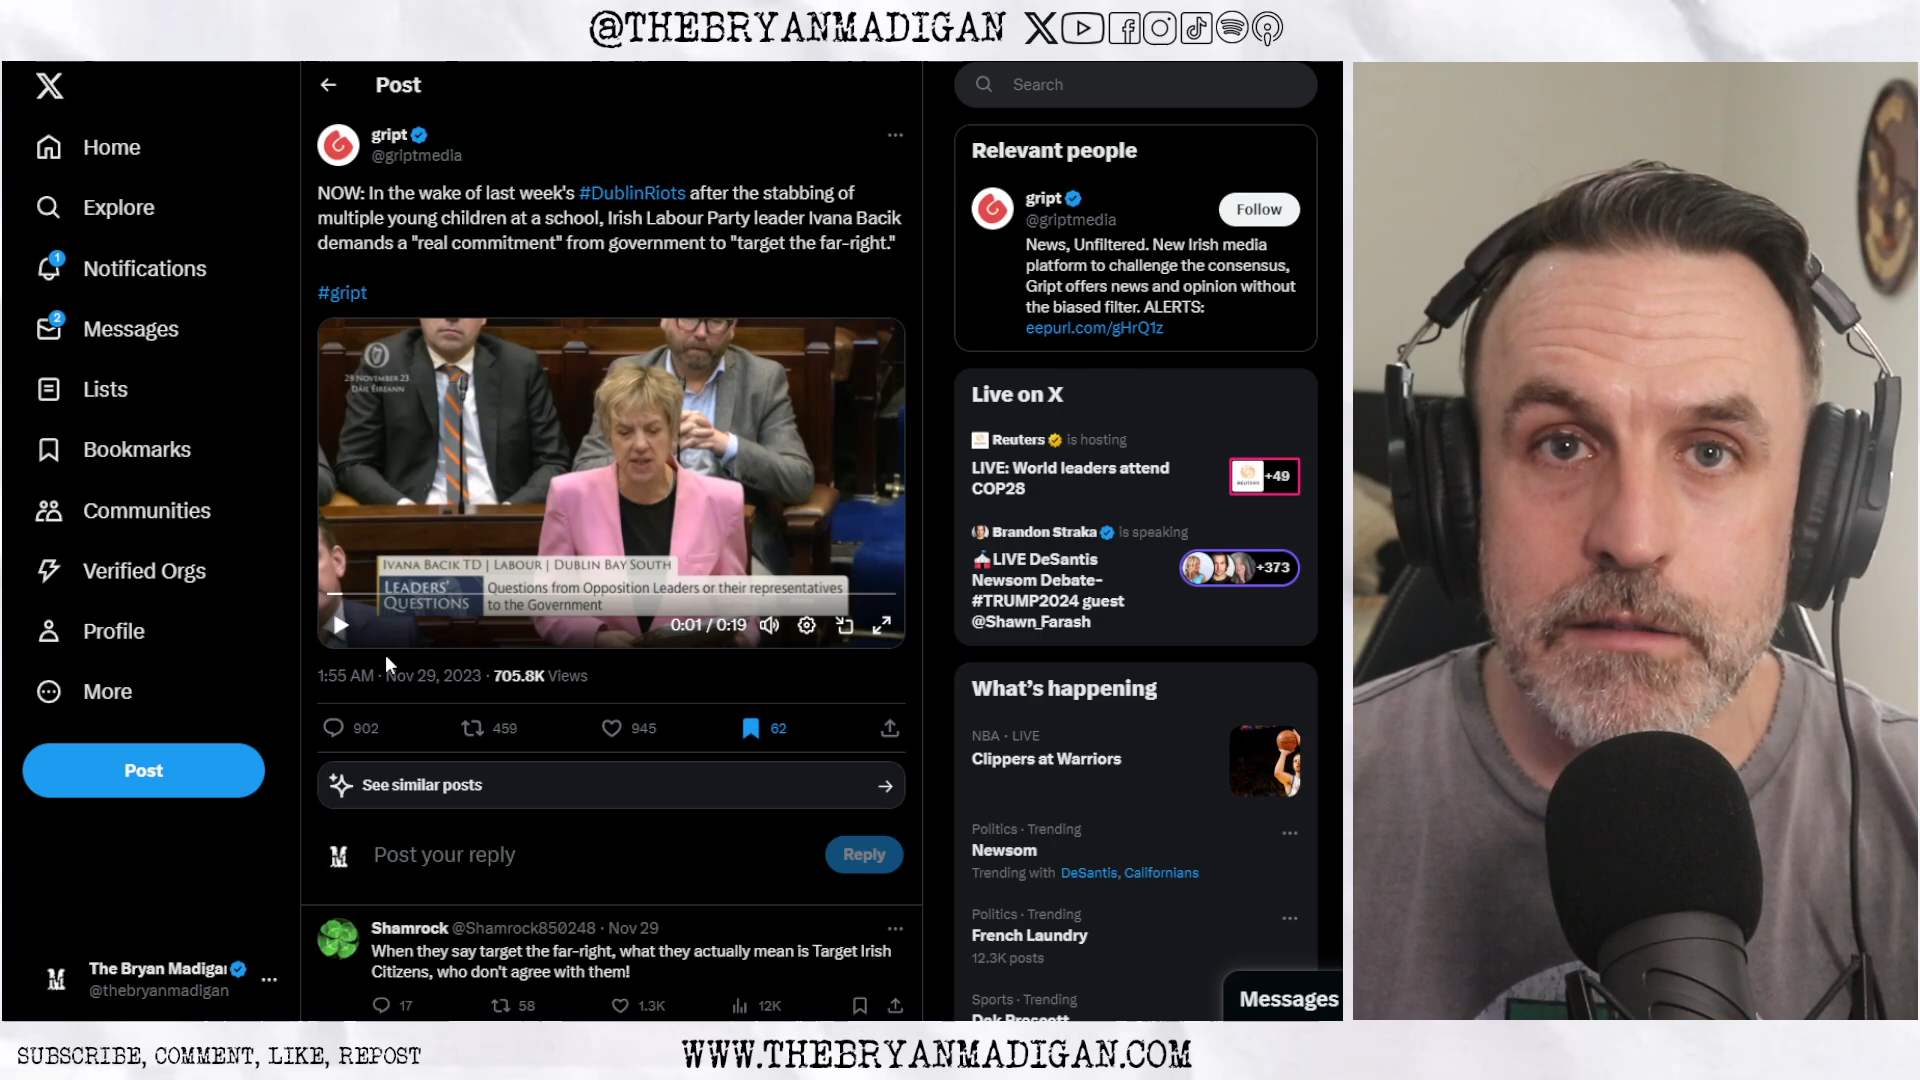 @THEBRYANMADIGAN
Post
Search
gript
@griptmedia
NOW: In the wake of last week's #DublinRiots after the stabbing of
multiple young children at a school, Irish Labour Party leader Ivana Bacik
demands a "real commitment" from government to "target the far-right."
#gript
28 NOVEMBER 23
DÁIL ÉIREANN
IVANA BACIK TD | LABOUR | DUBLIN BAY SOUTH
LEADERS'
QUESTIONS
Questions from Opposition Leaders or their representatives
to the Government
0:01 / 0:19
1:55 AM · Nov 29, 2023 · 705.8K Views
902
459
945
62
See similar posts
Post your reply
Reply
Shamrock @Shamrock850248 · Nov 29
When they say target the far-right, what they actually mean is Target Irish
Citizens, who don't agree with them!
17
58
1.3K
12K
Home
Explore
1
Notifications
2
Messages
Lists
Bookmarks
Communities
Verified Orgs
Profile
More
Post
The Bryan Madigan
@thebryanmadigan
Relevant people
gript
@griptmedia
Follow
News, Unfiltered. New Irish media
platform to challenge the consensus,
Gript offers news and opinion without
the biased filter. ALERTS:
eepurl.com/gHrQ1z
Live on X
Reuters is hosting
LIVE: World leaders attend
COP28
REUTERS
+49
Brandon Straka is speaking
LIVE DeSantis
Newsom Debate-
#TRUMP2024 guest
@Shawn_Farash
+373
What's happening
NBA · LIVE
Clippers at Warriors
Politics · Trending
Newsom
Trending with DeSantis, Californians
Politics · Trending
French Laundry
12.3K posts
Sports · Trending
Dak Prescott
Messages
SUBSCRIBE, COMMENT, LIKE, REPOST
WWW.THEBRYANMADIGAN.COM